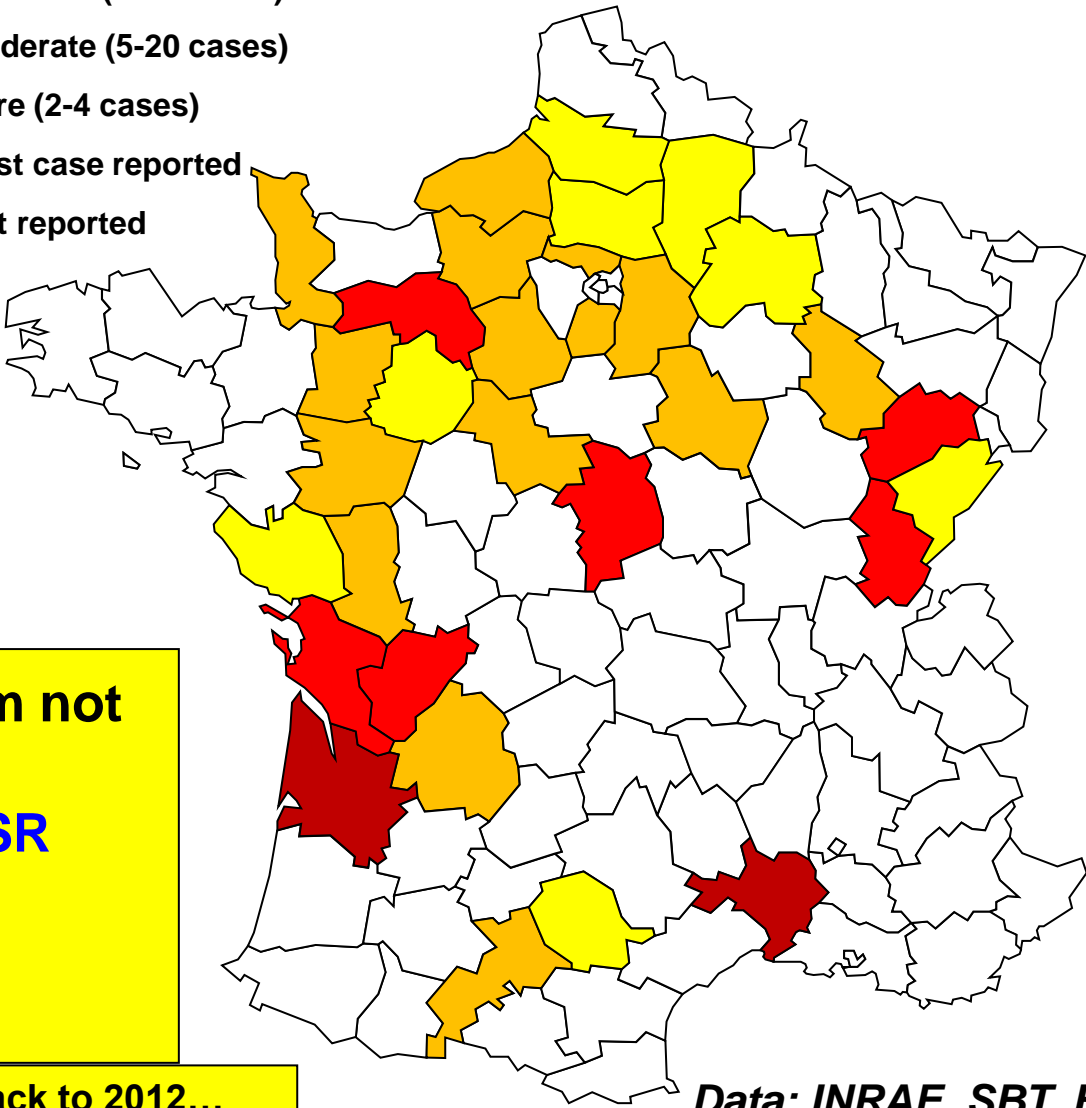 derate (5-20 cases)
re (2-4 cases)
st case reported
t reported
m not
SR
ack to 2012…
Data: INRAE, SBT,